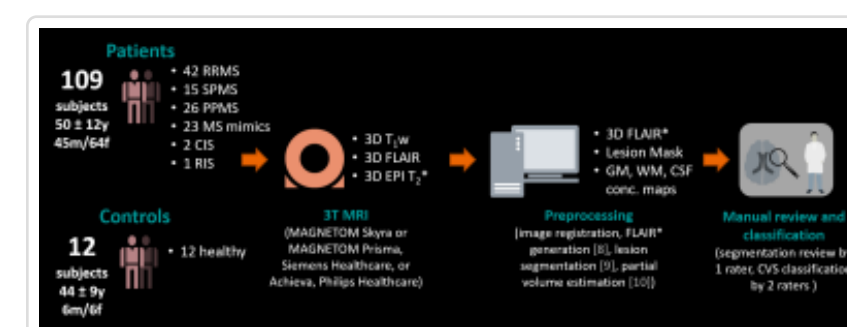 Patients
109
subjects
50 ± 12y
45m/64f
• 42 RRMS
• 15 SPMS
• 26 PPMS
• 23 MS mimics
• 2 CIS
• 1 RIS
Controls
12
subjects
44 ± 9y
6m/6f
• 12 healthy
• 3D T₁w
• 3D FLAIR
• 3D EPI T₂*
3T MRI
(MAGNETOM Skyra or
MAGNETOM Prisma,
Siemens Healthcare, or
Achieva, Philips Healthcare)
• 3D FLAIR*
• Lesion Mask
• GM, WM, CSF
conc. maps
Preprocessing
(image registration, FLAIR*
generation [8], lesion
segmentation [9], partial
volume estimation [10])
Manual review and
classification
(segmentation review b
1 rater, CVS classification
by 2 raters )